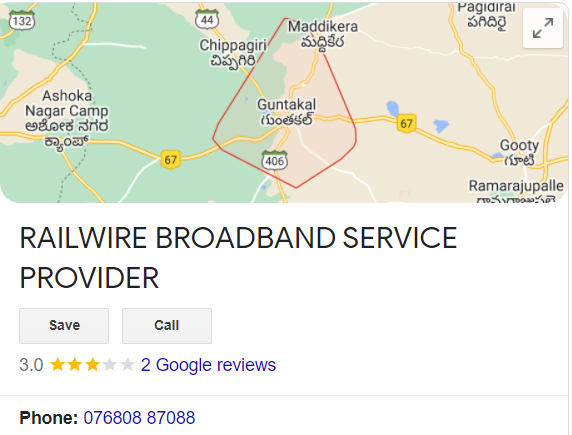 132
44
Maddikera
మద్దికేర
Pagidirai
పగిదిరై
Chippagiri
చిప్పగిరి
Ashoka
Nagar Camp
ಅಶೋಕ ನಗರ
ಕ್ಯಾಂಪ್
Guntakal
గుంతకల్
67
67
406
Gooty
గూటీ
Ramarajupalle
RAILWIRE BROADBAND SERVICE
PROVIDER
Save Call
3.0 2 Google reviews
Phone: 076808 87088